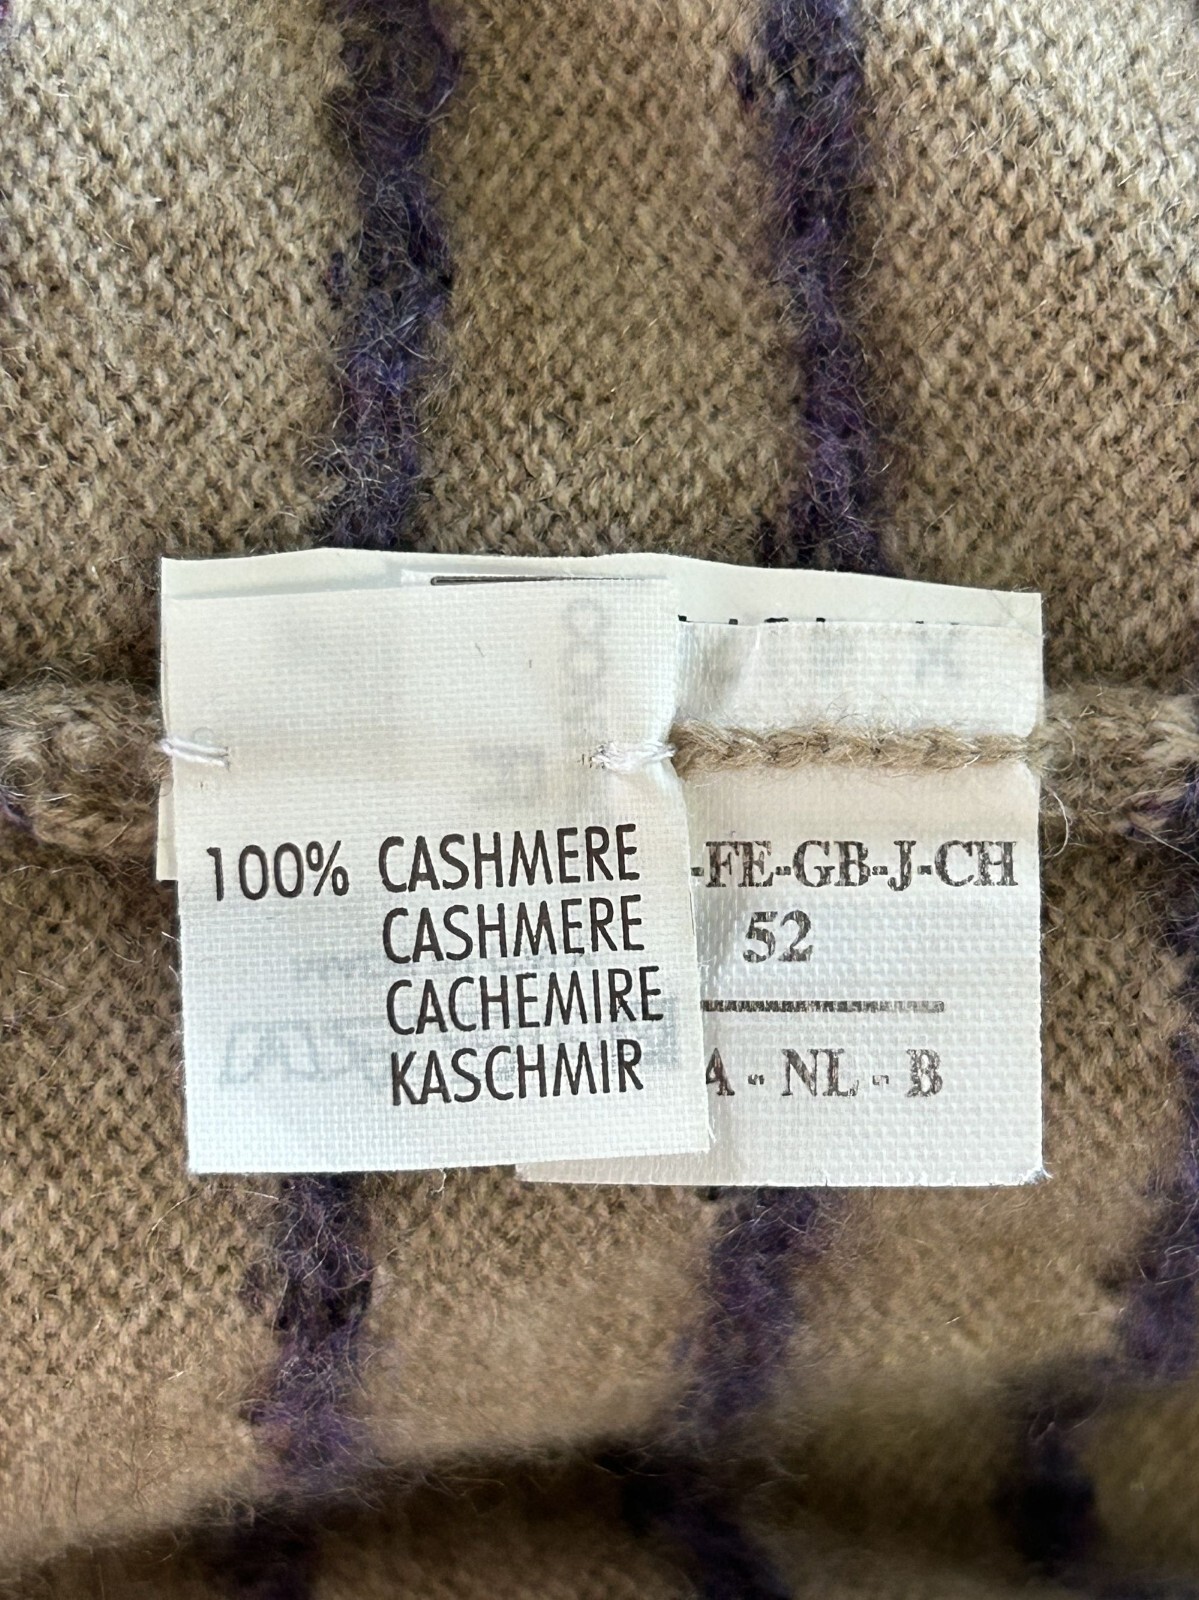 100% CASHMERE
CASHMERE
CACHEMIRE
KASCHMIR
-FE-GB-J-CH
52
A - NL - B